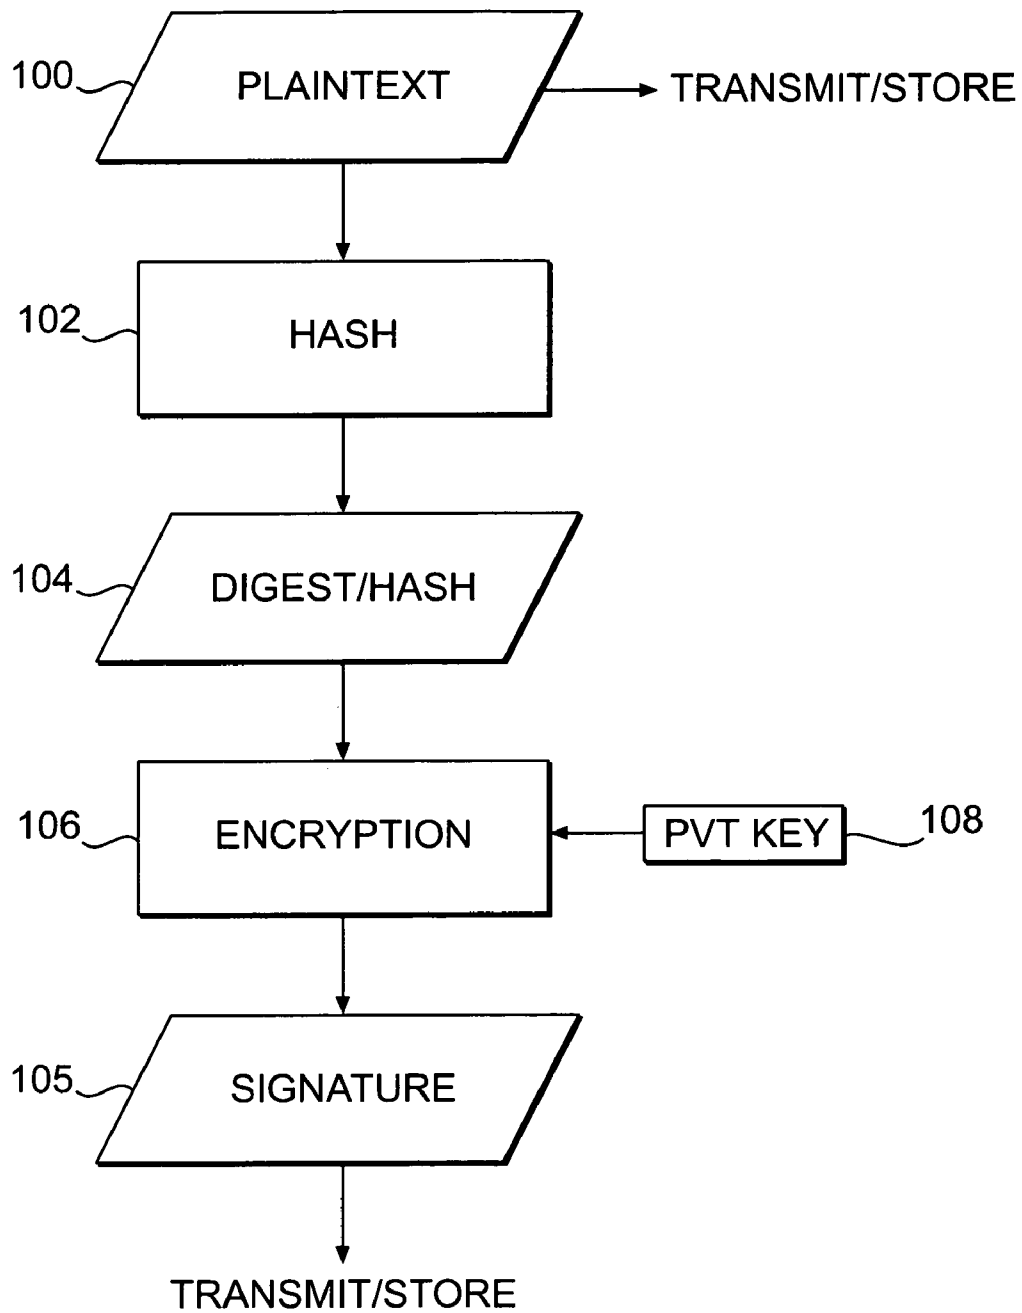 100
PLAINTEXT
TRANSMIT/STORE
102
HASH
104
DIGEST/HASH
106
ENCRYPTION
PVT KEY
108
105
SIGNATURE
TRANSMIT/STORE